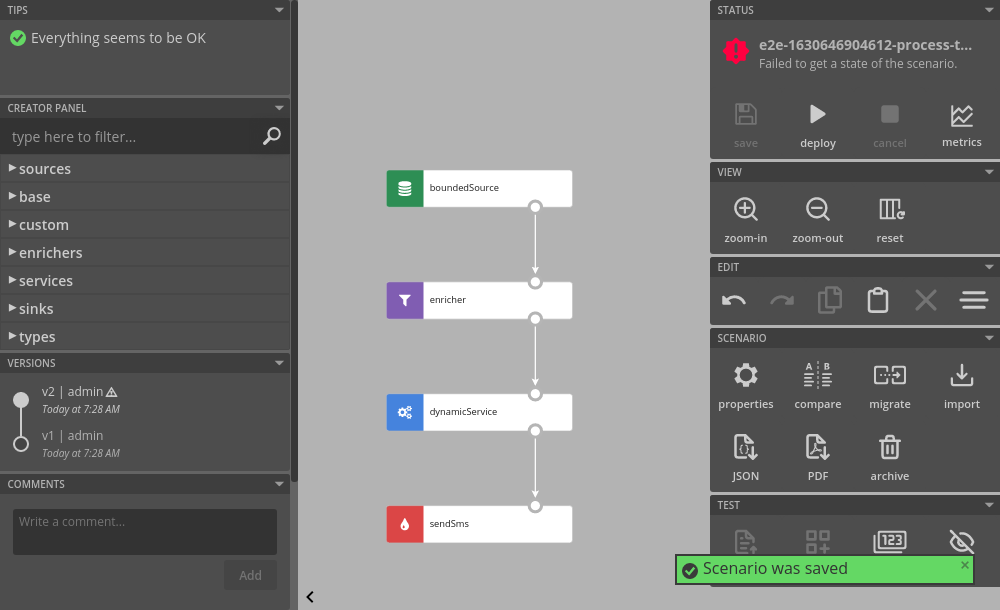 TIPS
Everything seems to be OK
CREATOR PANEL
type here to filter...
sources
base
custom
enrichers
services
sinks
types
VERSIONS
v2 | admin
Today at 7:28 AM
v1 | admin
Today at 7:28 AM
COMMENTS
Write a comment...
Add
boundedSource
enricher
dynamicService
sendSms
STATUS
e2e-1630646904612-process-t...
Failed to get a state of the scenario.
save deploy cancel metrics
VIEW
zoom-in zoom-out reset
EDIT
SCENARIO
A B
properties compare migrate import
{}
JSON PDF archive
TEST
123
Scenario was saved ×